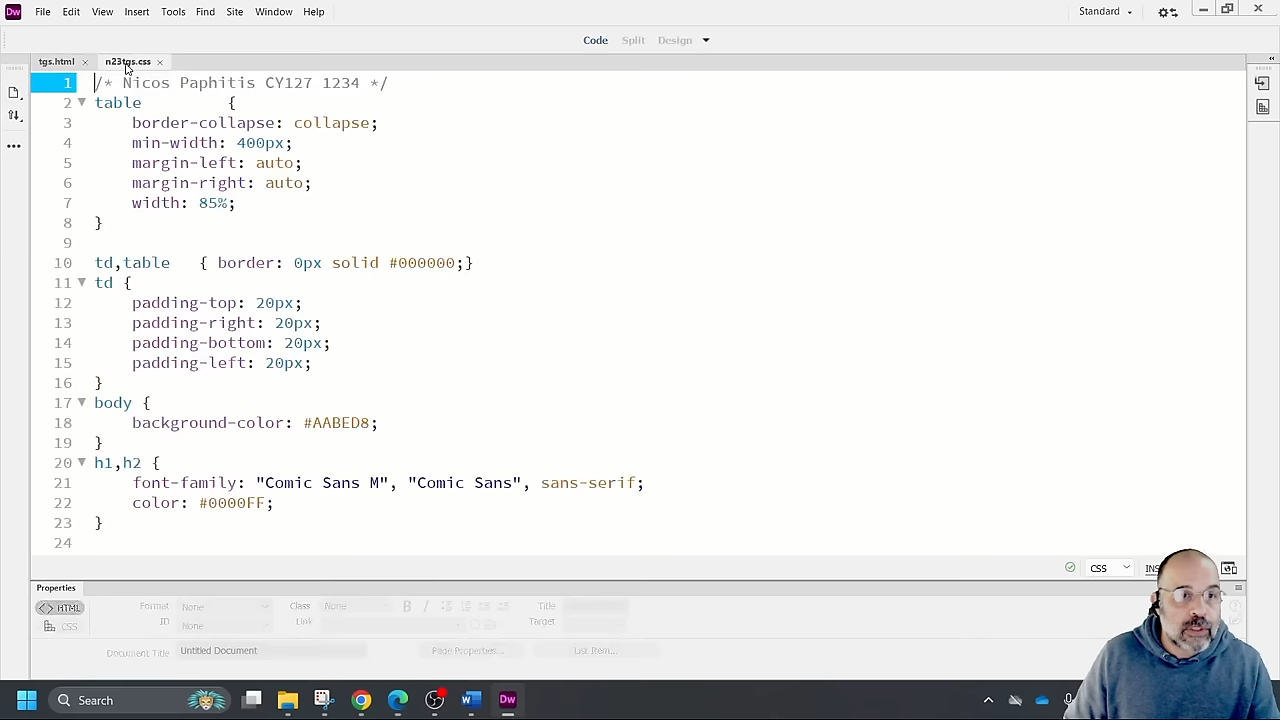 Dw File Edit View Insert Tools Find Site Window Help Standard
Code Split Design
tgs.html × n23tgs.css ×
1 /* Nicos Paphitis CY127 1234 */
2 table {
3 border-collapse: collapse;
4 min-width: 400px;
5 margin-left: auto;
6 margin-right: auto;
7 width: 85%;
8 }
9
10 td,table { border: 0px solid #000000;}
11 td {
12 padding-top: 20px;
13 padding-right: 20px;
14 padding-bottom: 20px;
15 padding-left: 20px;
16 }
17 body {
18 background-color: #AABED8;
19 }
20 h1,h2 {
21 font-family: "Comic Sans M", "Comic Sans", sans-serif;
22 color: #0000FF;
23 }
24
CSS INS
Properties
<> HTML Format None Class None B I Title
CSS ID None Link Target
Document Title Untitled Document Page Properties... List Item...
Search Dw